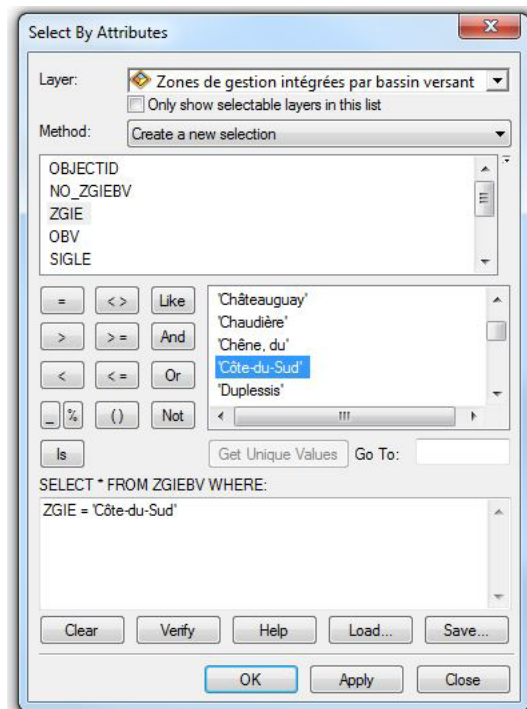 Select By Attributes
X
Layer: Zones de gestion intégrées par bassin versant
Only show selectable layers in this list
Method: Create a new selection
OBJECTID
NO_ZGIEBV
ZGIE
OBV
SIGLE
= < > Like
> > = And
< < = Or
_ % () Not
Is
'Châteauguay'
'Chaudière'
'Chêne, du'
'Côte-du-Sud'
'Duplessis'
Get Unique Values Go To:
SELECT * FROM ZGIEBV WHERE:
ZGIE = 'Côte-du-Sud'
Clear Verify Help Load... Save...
OK Apply Close